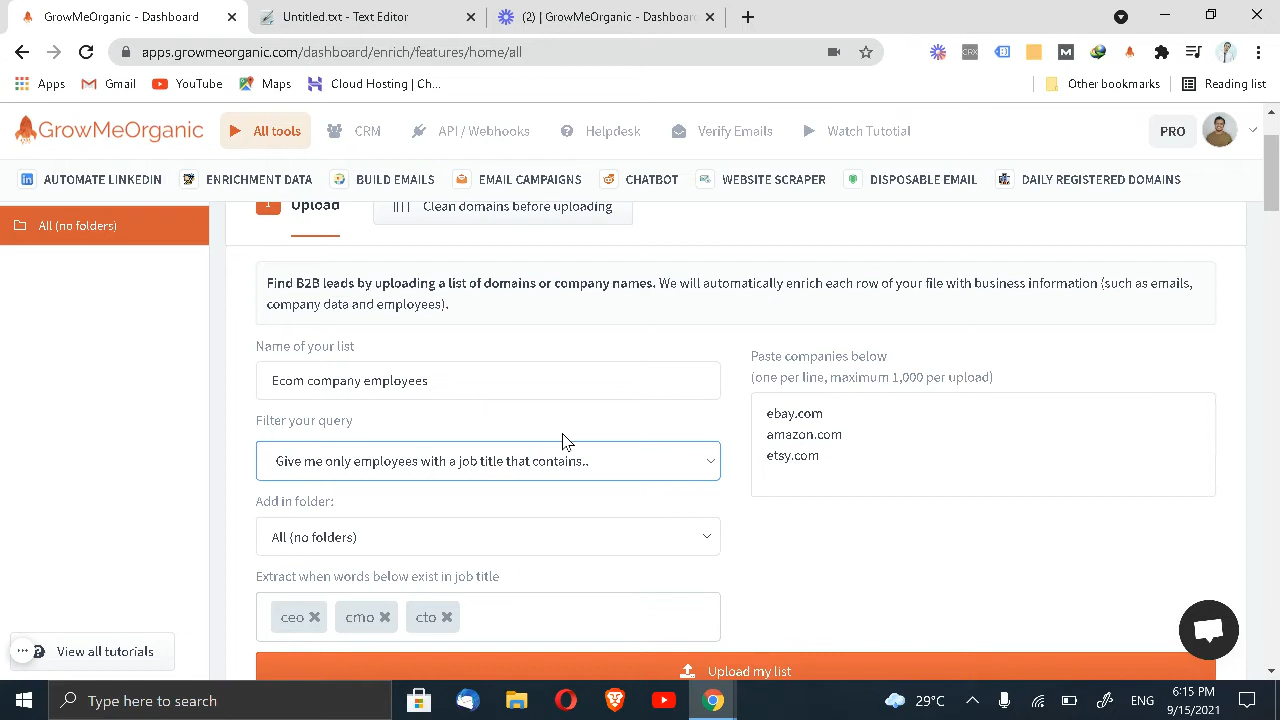 GrowMeOrganic - Dashboard
Untitled.txt - Text Editor
(2) | GrowMeOrganic - Dashboar
apps.growmeorganic.com/dashboard/enrich/features/home/all
CRX
M
Apps
Gmail
YouTube
Maps
Cloud Hosting | Ch...
Other bookmarks
Reading list
GrowMeOrganic
All tools
CRM
API / Webhooks
Helpdesk
Verify Emails
Watch Tutotial
PRO
AUTOMATE LINKEDIN
ENRICHMENT DATA
BUILD EMAILS
EMAIL CAMPAIGNS
CHATBOT
WEBSITE SCRAPER
DISPOSABLE EMAIL
DAILY REGISTERED DOMAINS
All (no folders)
1 Upload
Clean domains before uploading
Find B2B leads by uploading a list of domains or company names. We will automatically enrich each row of your file with business information (such as emails,
company data and employees).
Name of your list
Ecom company employees
Filter your query
Give me only employees with a job title that contains..
Add in folder:
All (no folders)
Extract when words below exist in job title
ceo
cmo
cto
Paste companies below
(one per line, maximum 1,000 per upload)
ebay.com
amazon.com
etsy.com
Upload my list
View all tutorials
Type here to search
29°C
ENG
6:15 PM
9/15/2021